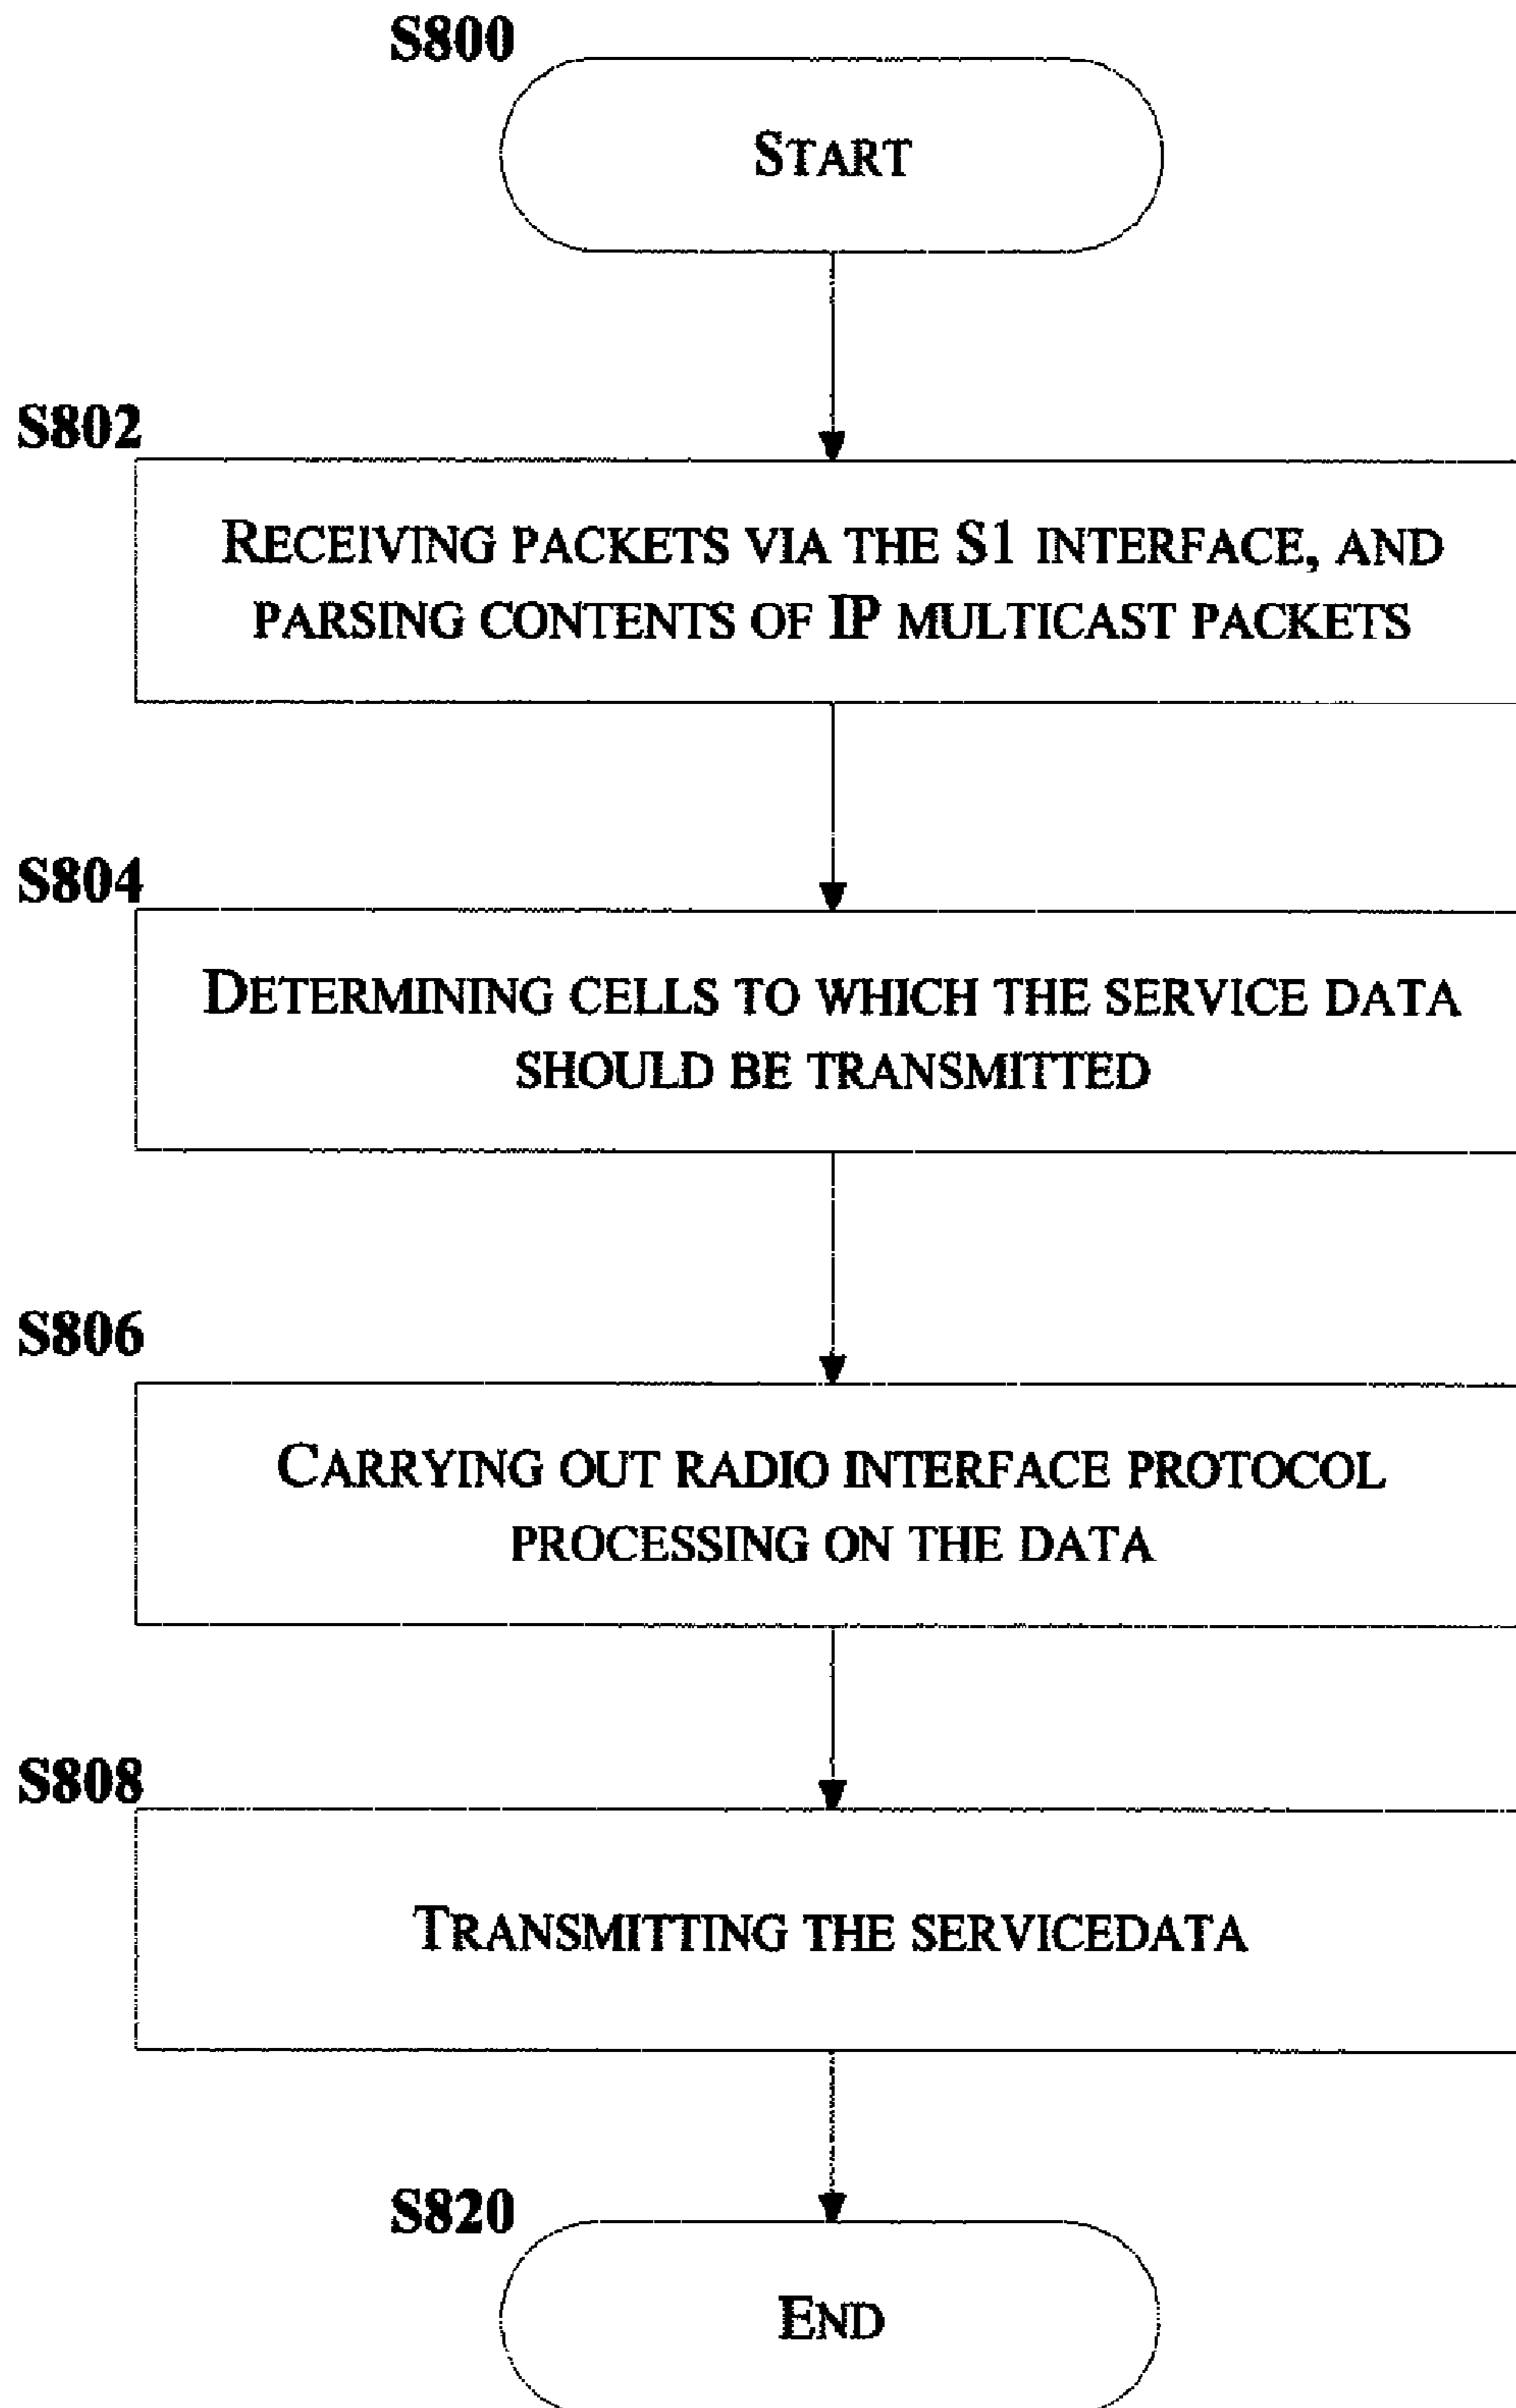 S800
START
S802
RECEIVING PACKETS VIA THE S1 INTERFACE, AND
PARSING CONTENTS OF IP MULTICAST PACKETS
S804
DETERMINING CELLS TO WHICH THE SERVICE DATA
SHOULD BE TRANSMITTED
S806
CARRYING OUT RADIO INTERFACE PROTOCOL
PROCESSING ON THE DATA
S808
TRANSMITTING THE SERVICEDATA
S820
END